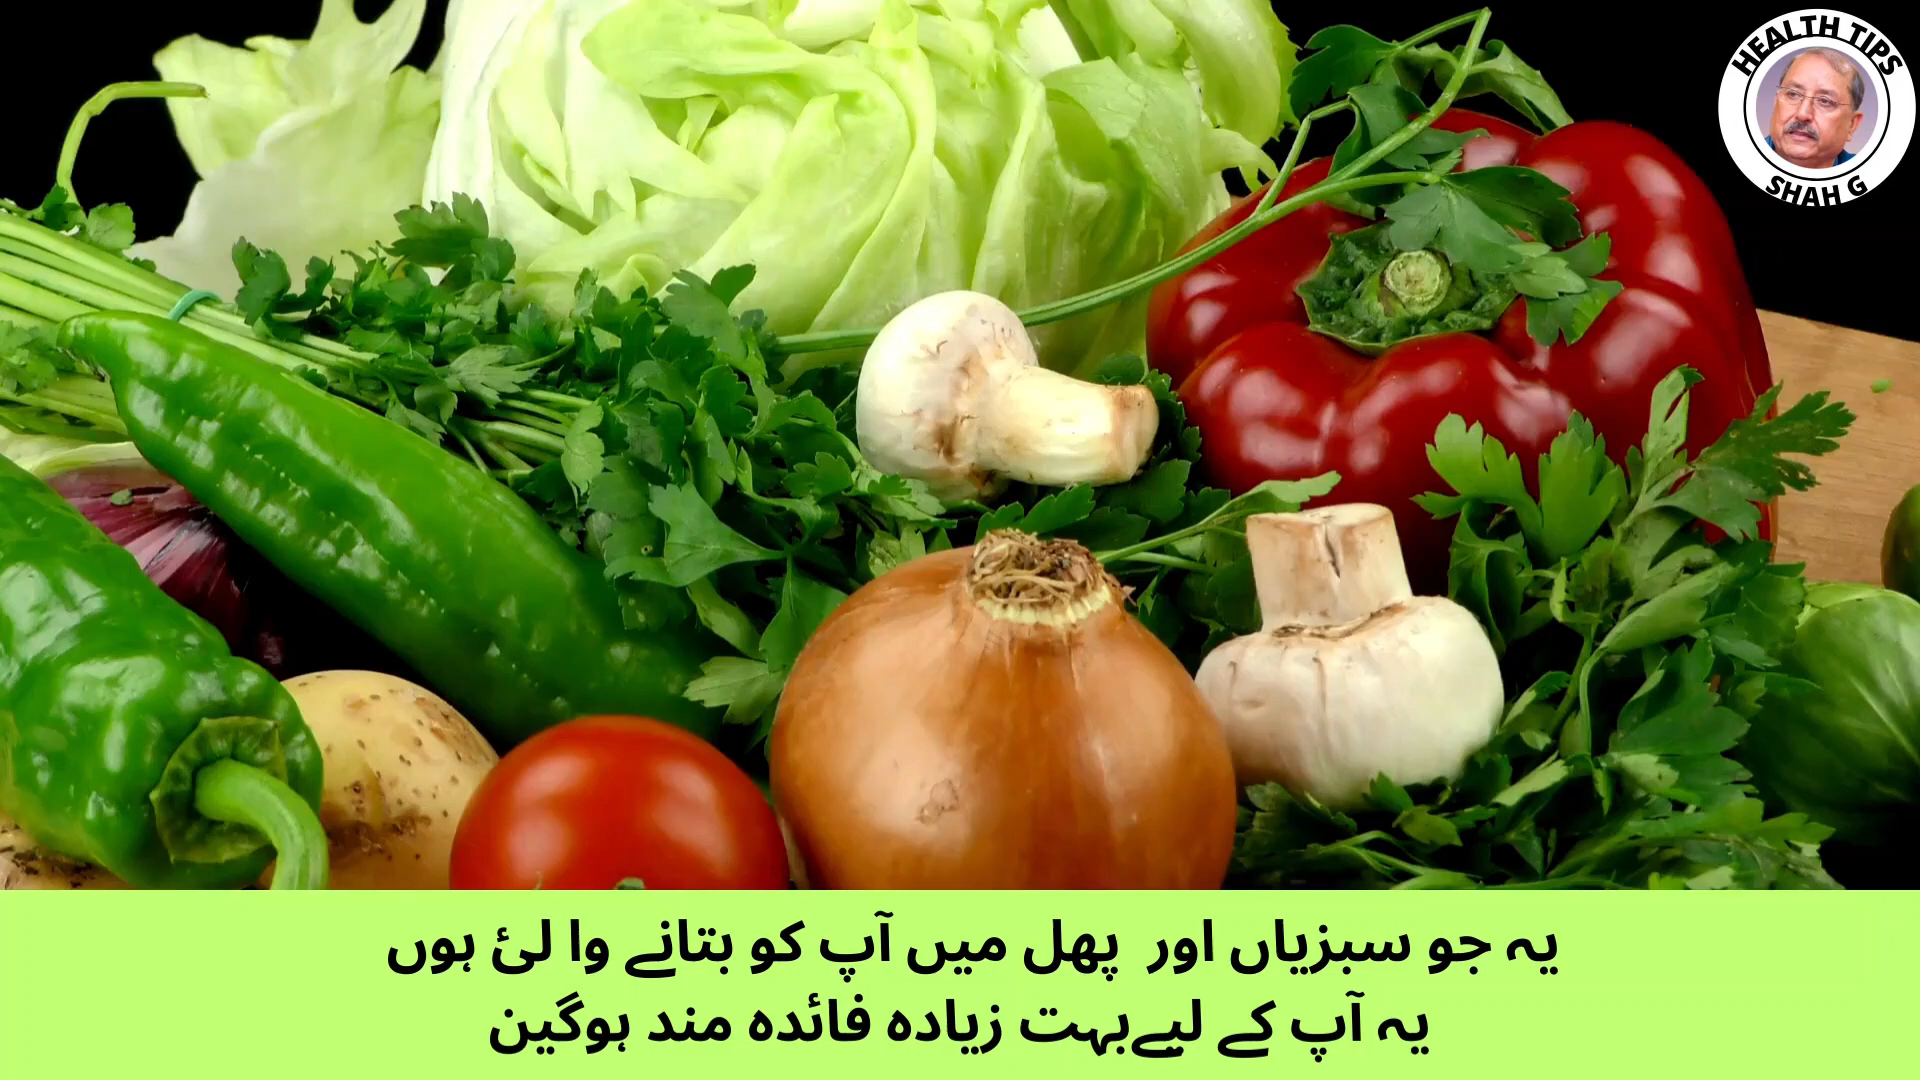 HEALTH TIPS
SHAH G
یہ جو سبزیاں اور پھل میں آپ کو بتانے وا لئ ہوں
یہ آپ کے لیےبہت زیادہ فائدہ مند ہوگین